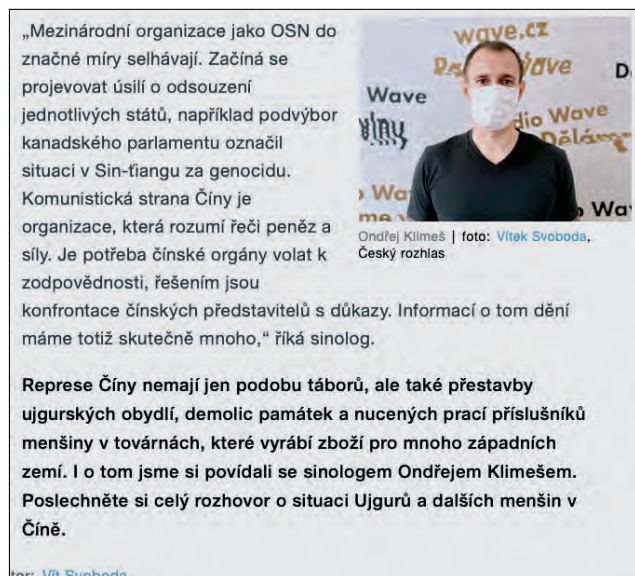 „Mezinárodní organizace jako OSN do
značné míry selhávají. Začíná se
projevovat úsilí o odsouzení
jednotlivých států, například podvýbor
kanadského parlamentu označil
situaci v Sin-ťiangu za genocidu.
Komunistická strana Číny je
organizace, která rozumí řeči peněz a
síly. Je potřeba čínské orgány volat k
zodpovědnosti, řešením jsou
konfrontace čínských představitelů s důkazy. Informací o tom dění
máme totiž skutečně mnoho,“ říká sinolog.
wave.cz
Wave
dio Wave
Wa
Ondřej Klimeš | foto: Vítek Svoboda,
Český rozhlas
Represe Číny nemají jen podobu táborů, ale také přestavby
ujgurských obydlí, demolic památek a nucených prací příslušníků
menšiny v továrnách, které vyrábí zboží pro mnoho západních
zemí. I o tom jsme si povídali se sinologem Ondřejem Klimešem.
Poslechněte si celý rozhovor o situaci Ujgurů a dalších menšin v
Číně.
tor: Vít Svoboda